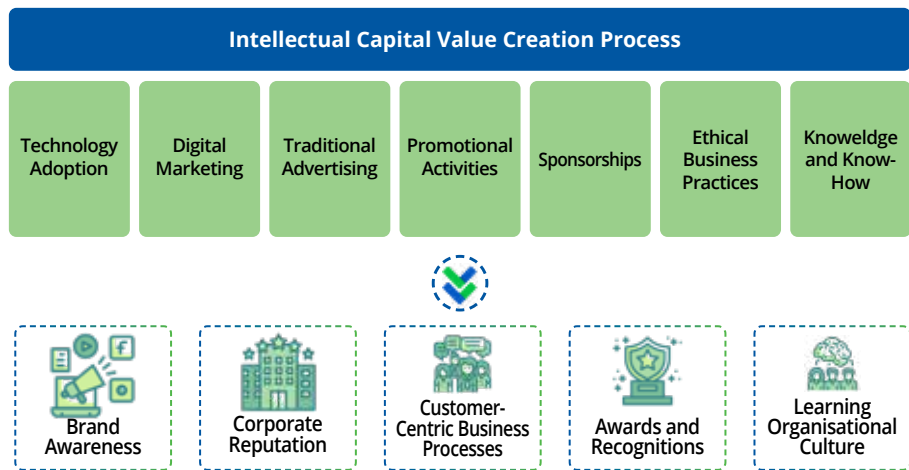 Intellectual Capital Value Creation Process
Technology
Adoption
Digital
Marketing
Traditional
Advertising
Promotional
Activities
Sponsorships
Ethical
Business
Practices
Knoweldge
and Know-
How
Brand
Awareness
Corporate
Reputation
Customer-
Centric Business
Processes
Awards and
Recognitions
Learning
Organisational
Culture